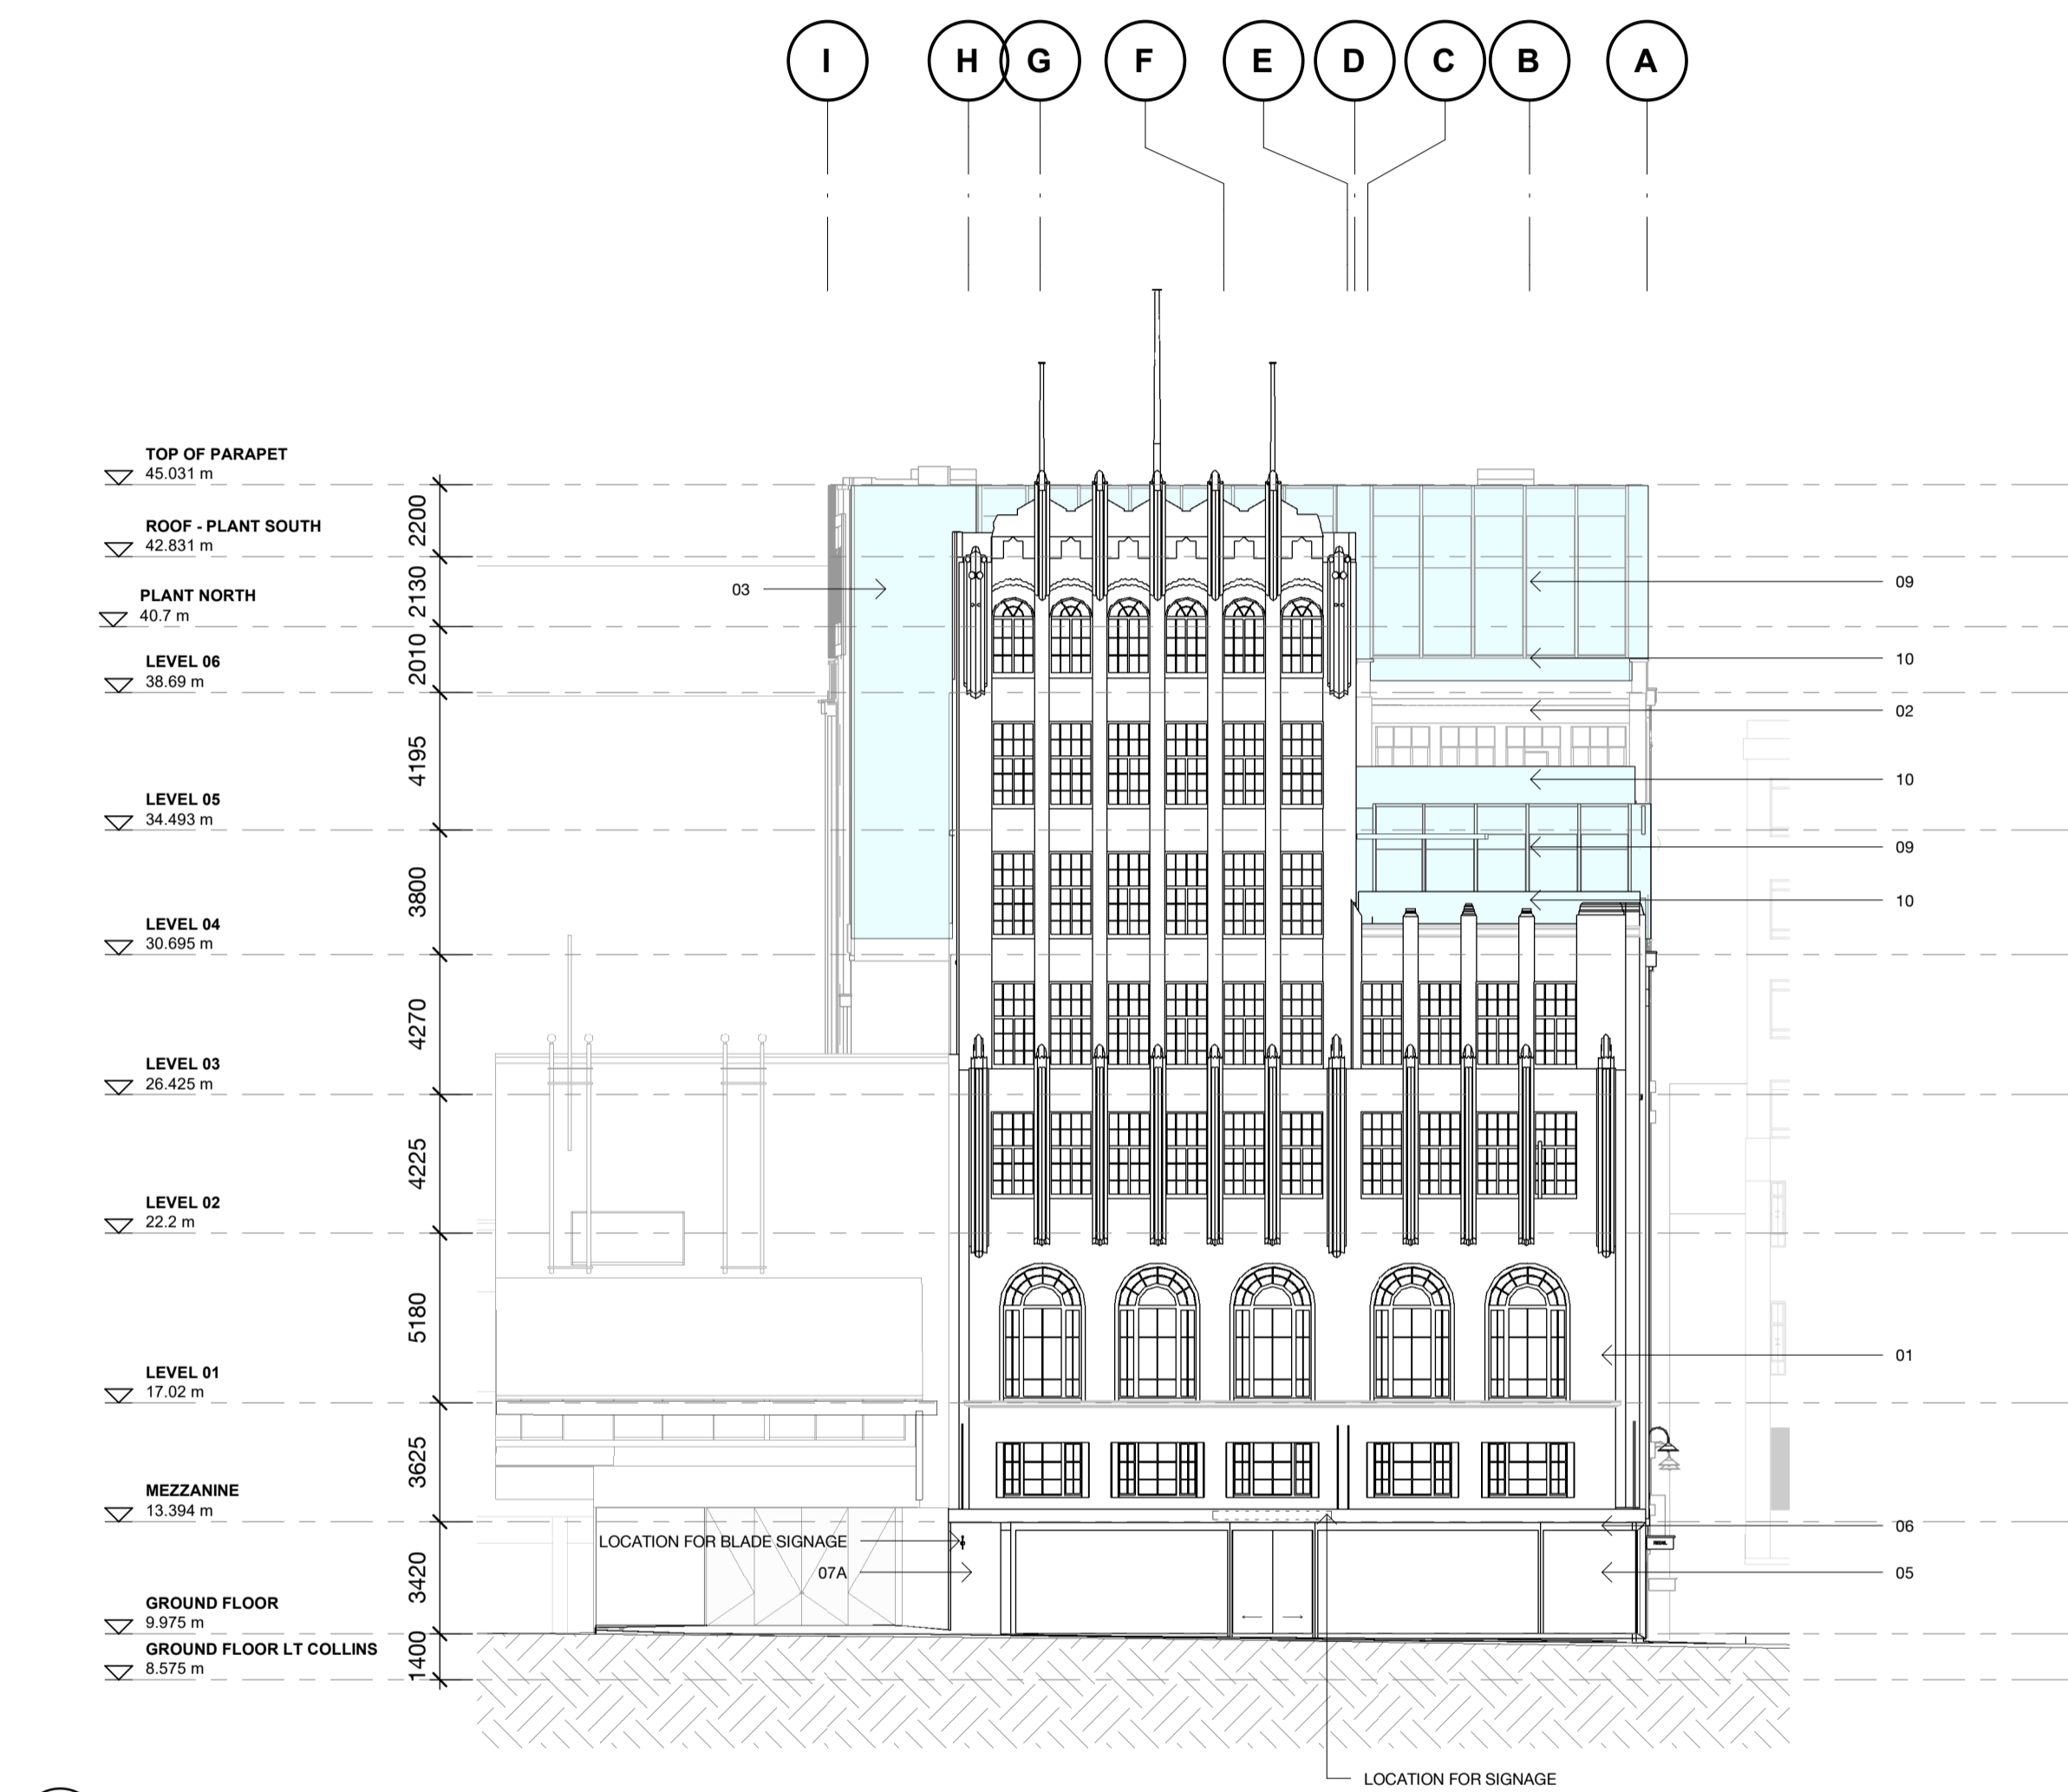 I H G F E D C B A
TOP OF PARAPET
45.031 m
2200
ROOF - PLANT SOUTH
42.831 m
2130
03
09
PLANT NORTH
40.7 m
2010
10
LEVEL 06
38.69 m
02
4195
10
LEVEL 05
34.493 m
09
3800
10
LEVEL 04
30.695 m
4270
LEVEL 03
26.425 m
4225
LEVEL 02
22.2 m
5180
01
LEVEL 01
17.02 m
3625
MEZZANINE
13.394 m
06
LOCATION FOR BLADE SIGNAGE
3420
07A
05
GROUND FLOOR
9.975 m
GROUND FLOOR LT COLLINS
8.575 m
1400
LOCATION FOR SIGNAGE